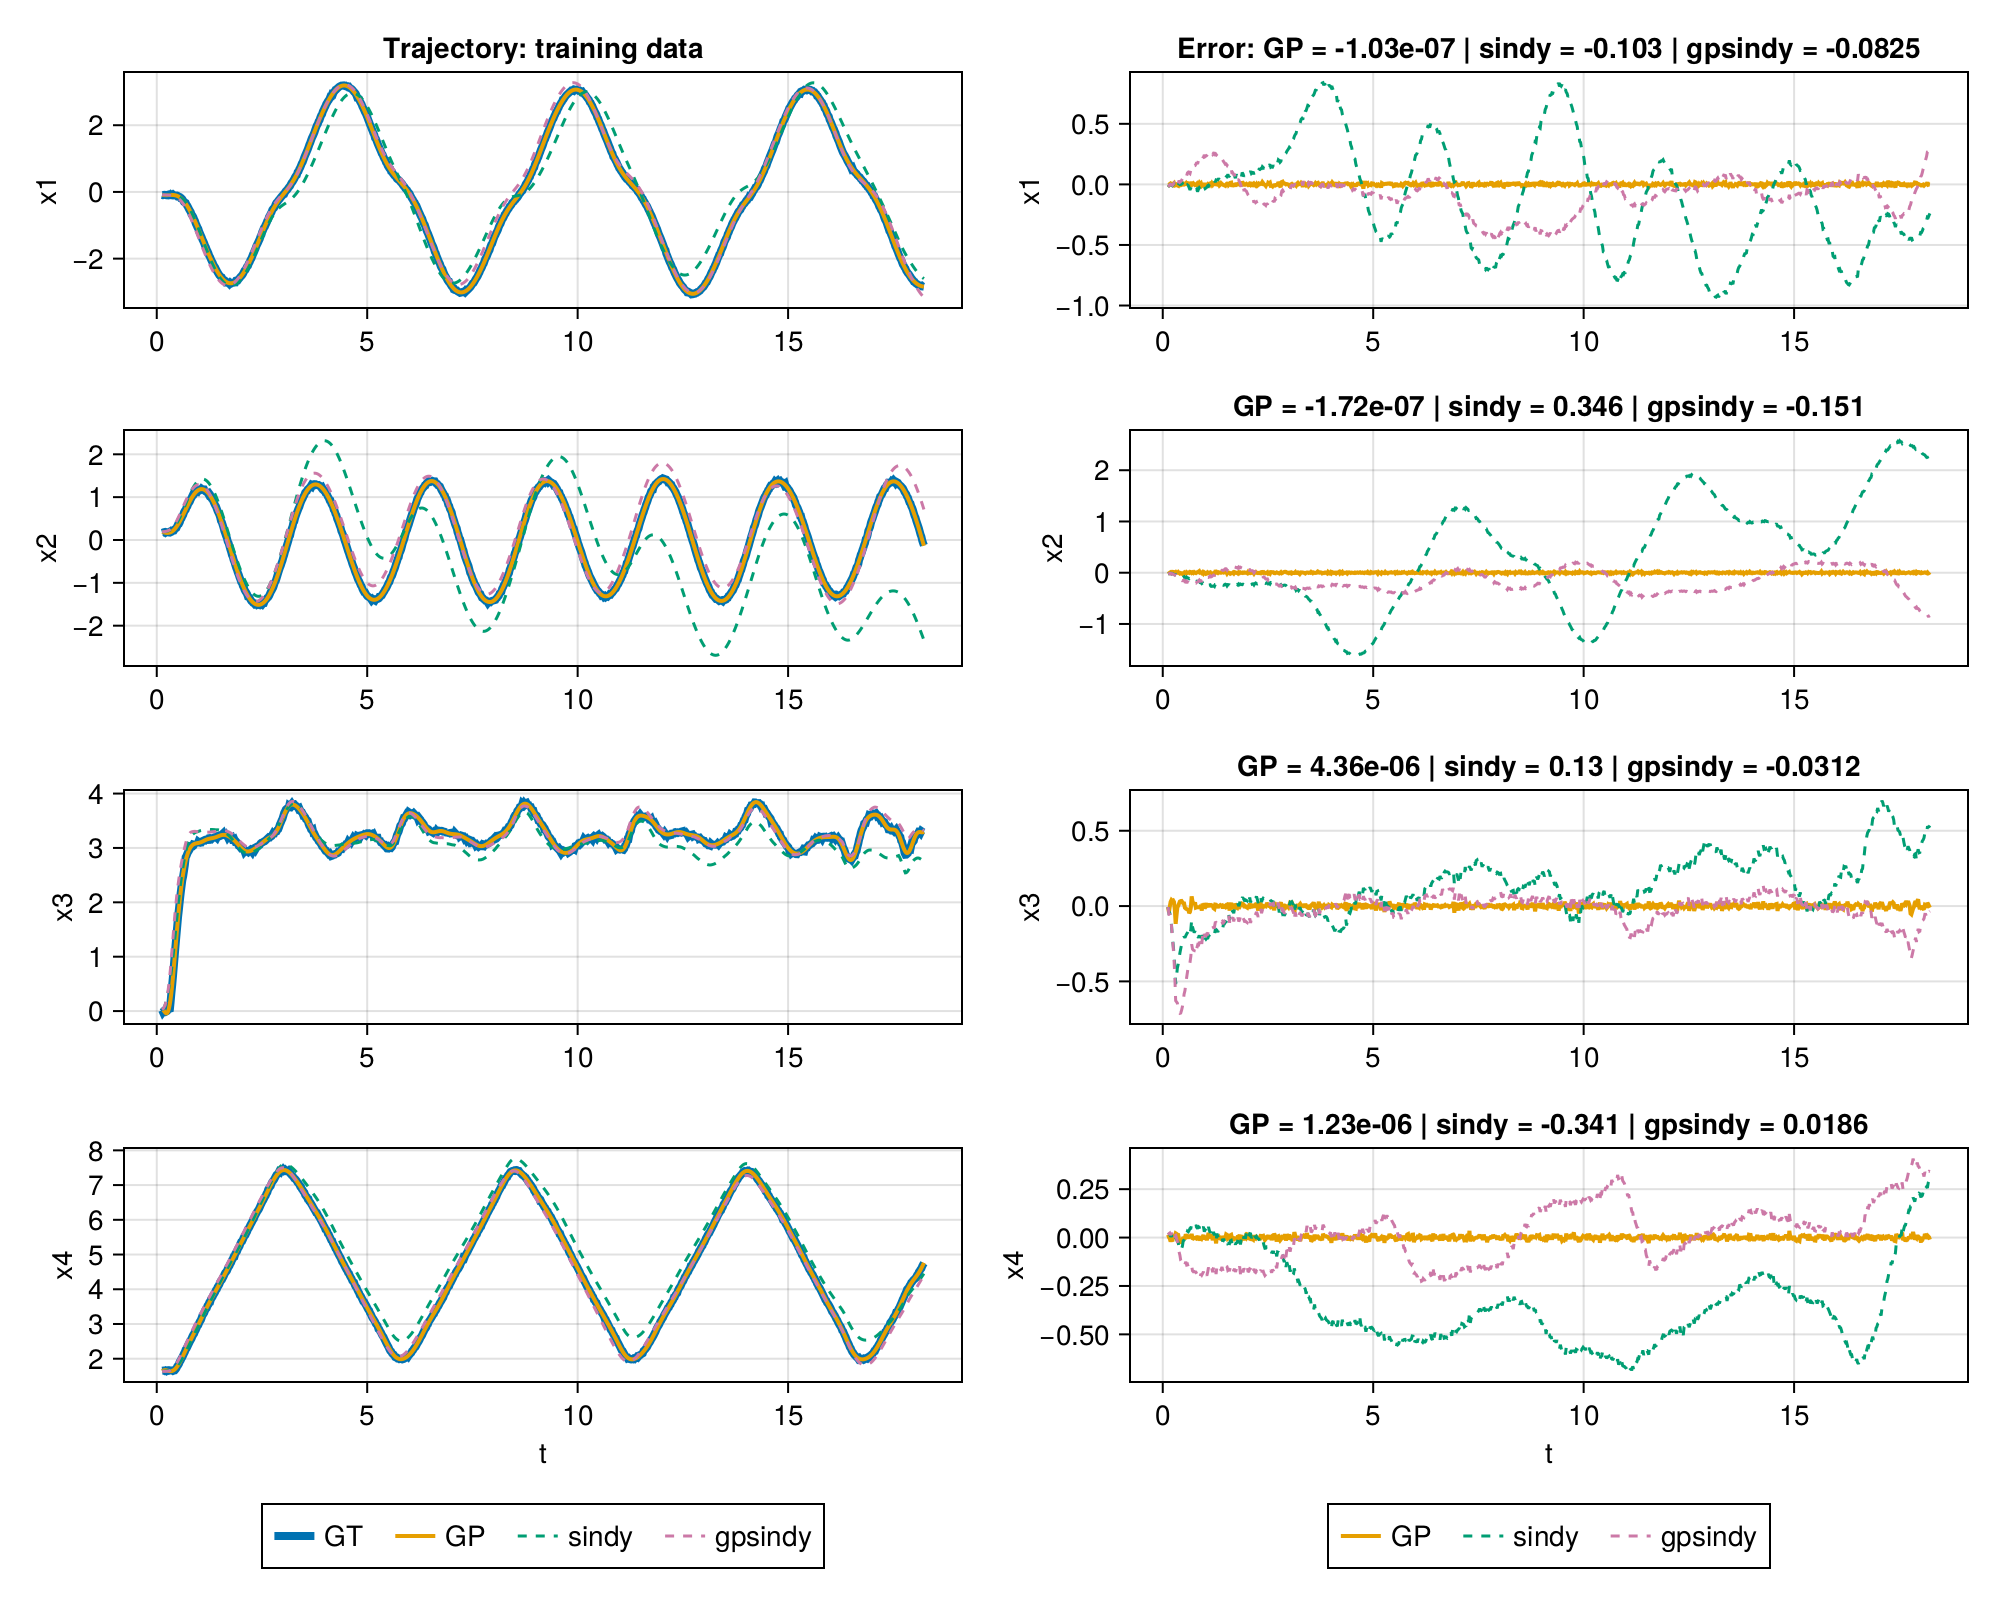 Trajectory: training data
Error: GP = -1.03e-07 | sindy = -0.103 | gpsindy = -0.0825
x1
2
0
−2
0 5 10 15
x1
0.5
0.0
−0.5
−1.0
0 5 10 15
GP = -1.72e-07 | sindy = 0.346 | gpsindy = -0.151
x2
2
1
0
−1
−2
0 5 10 15
x2
2
1
0
−1
0 5 10 15
GP = 4.36e-06 | sindy = 0.13 | gpsindy = -0.0312
x3
4
3
2
1
0
0 5 10 15
x3
0.5
0.0
−0.5
0 5 10 15
GP = 1.23e-06 | sindy = -0.341 | gpsindy = 0.0186
x4
8
7
6
5
4
3
2
0 5 10 15
t
x4
0.25
0.00
−0.25
−0.50
0 5 10 15
t
GT GP sindy gpsindy
GP sindy gpsindy